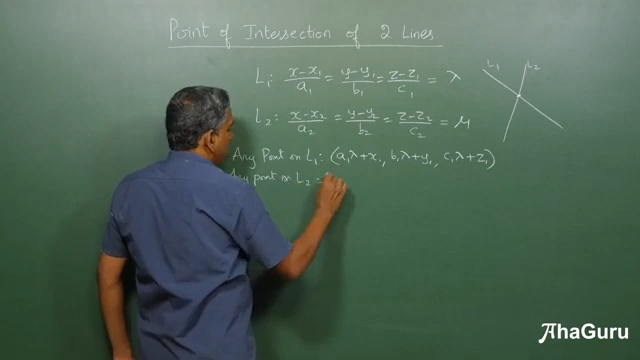 Point of Intersection of 2 Lines
L₁: (x-x₁)/a₁ = (y-y₁)/b₁ = (z-z₁)/c₁ = λ
L₂: (x-x₂)/a₂ = (y-y₂)/b₂ = (z-z₂)/c₂ = μ
L₁ L₂
Any Point on L₁: (a₁λ+x₁, b₁λ+y₁, c₁λ+z₁)
Any point on L₂ :
AhaGuru